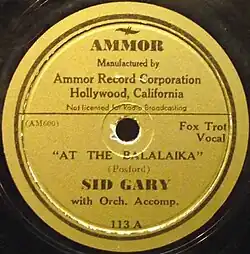 AMMOR
Manufactured by
Ammor Record Corporation
Hollywood, California
Not licensed for Radio Broadcasting
(AM600)
Fox Trot
Vocal
"AT THE BALALAIKA"
(Posford)
SID GARY
with Orch. Accomp.
113 A